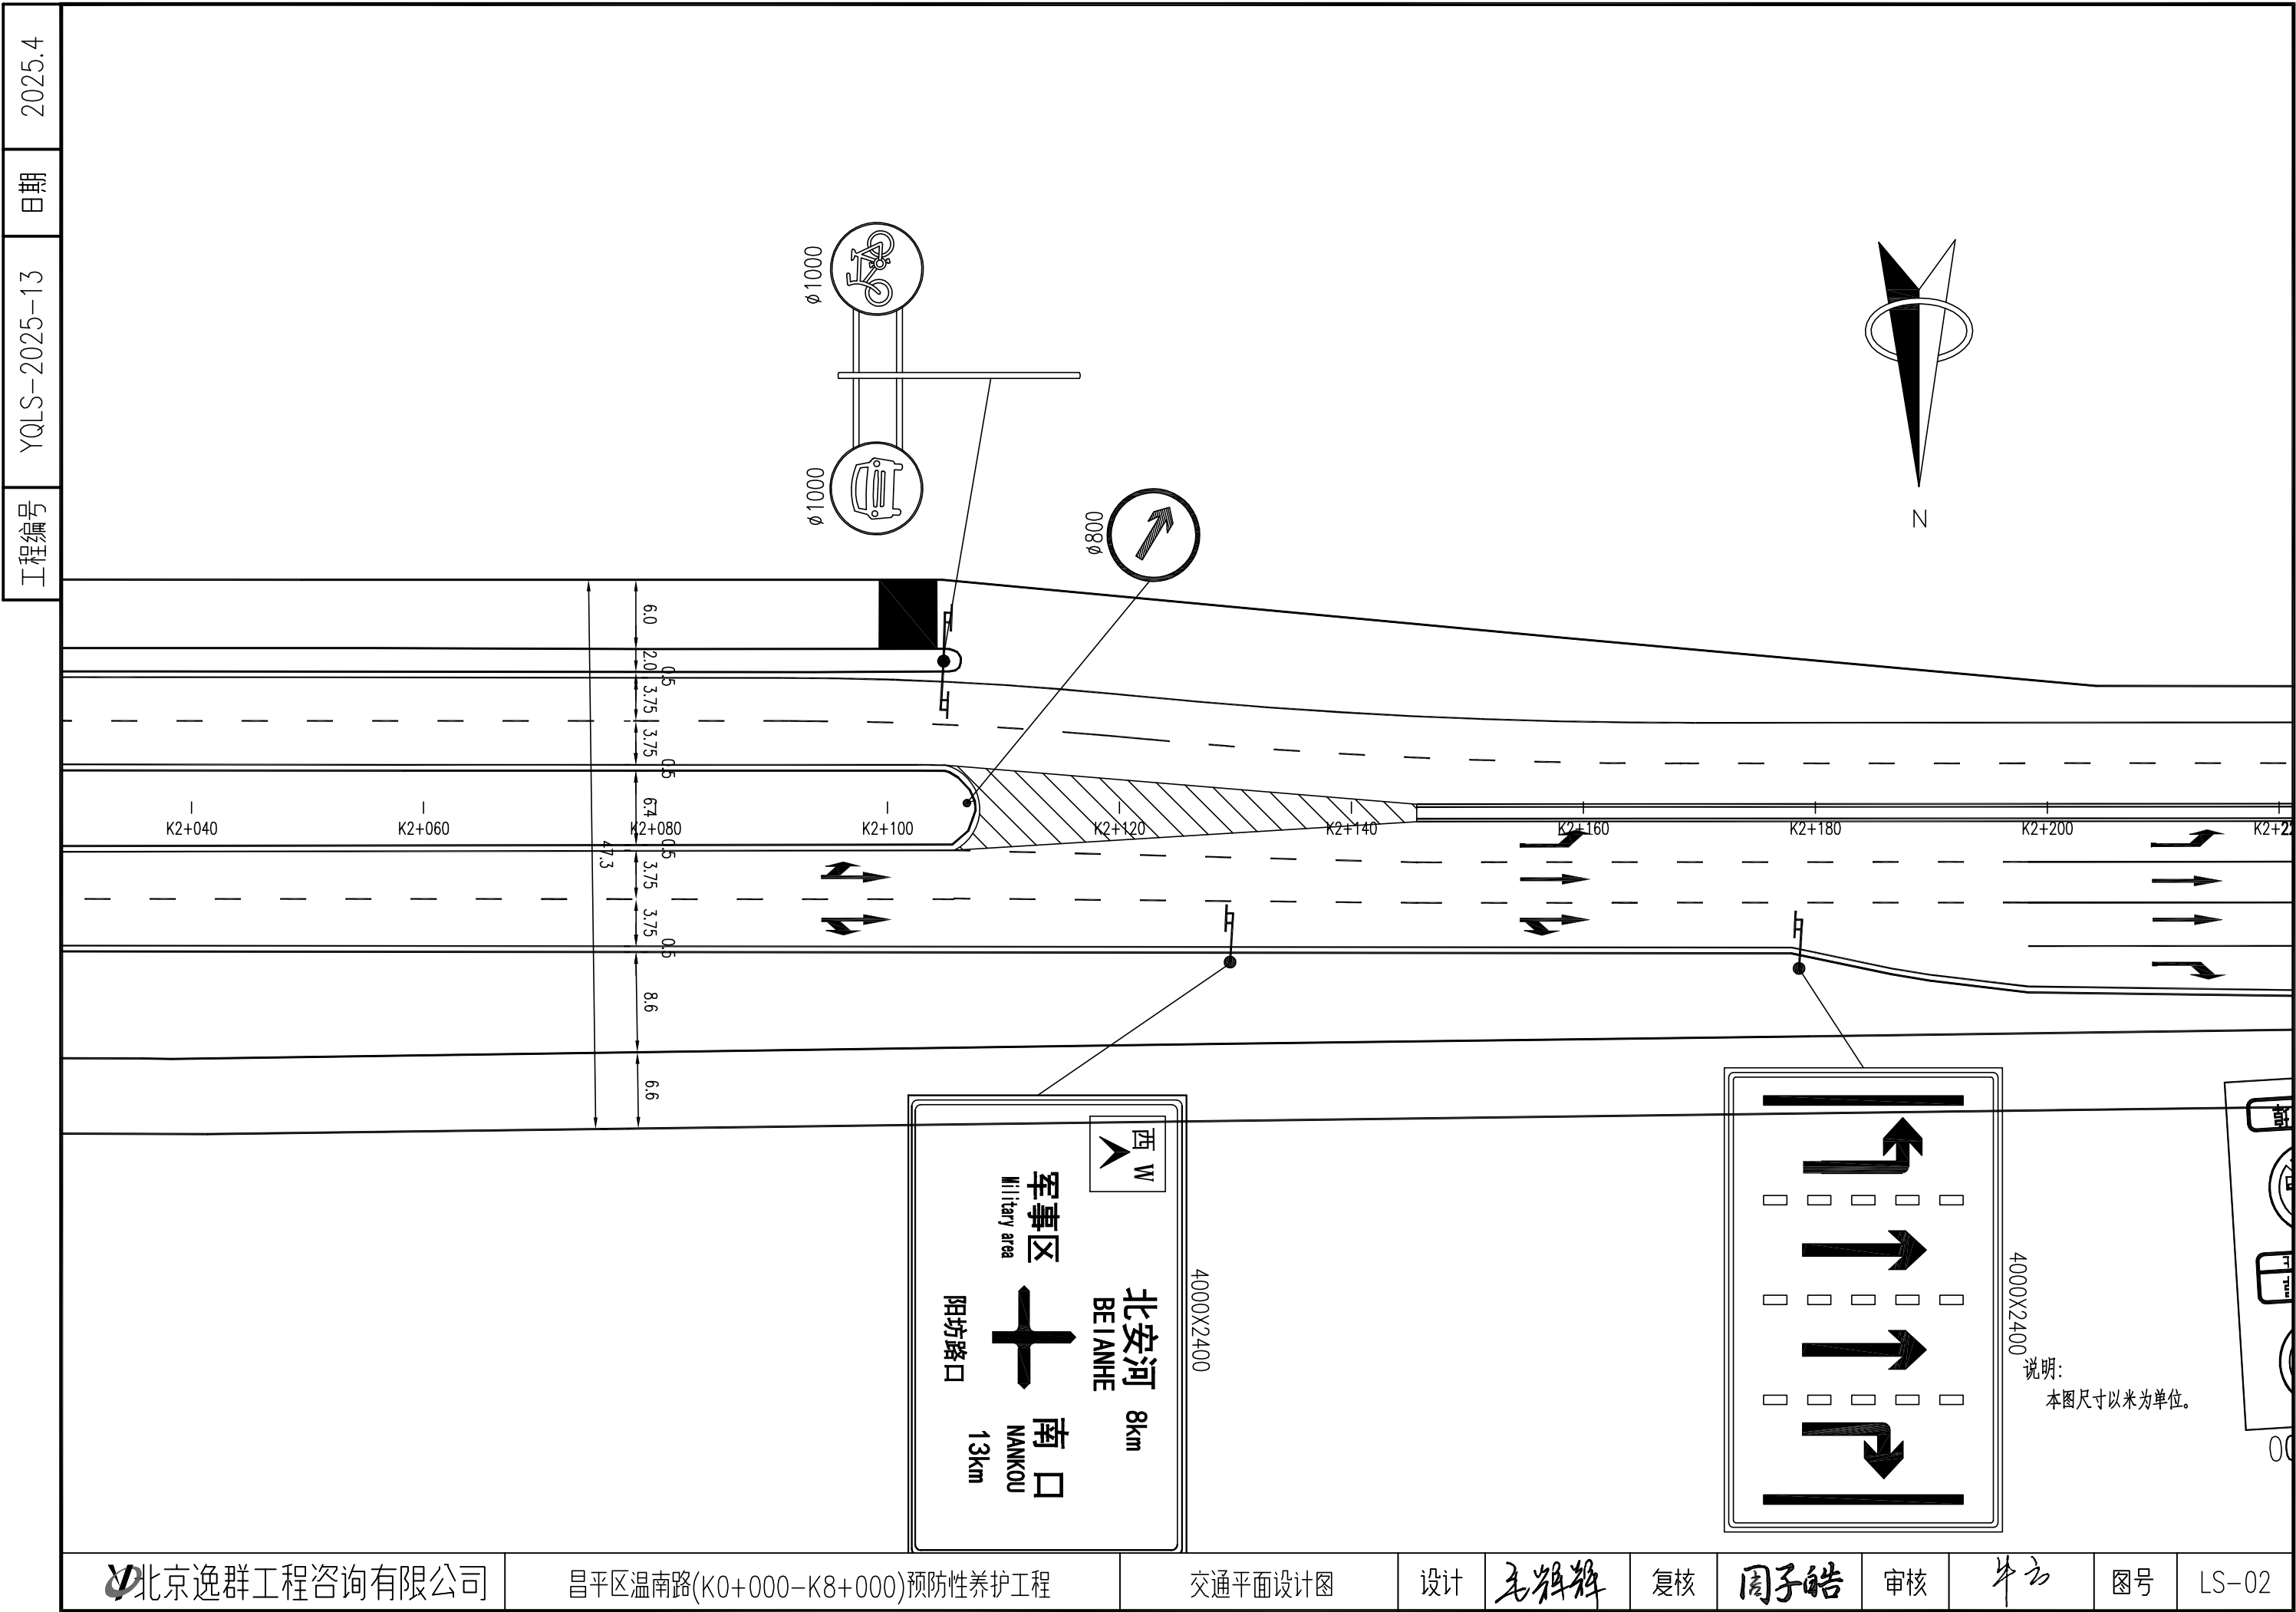 2025.4
日期
YQLS-2025-13
工程编号
ø1000
ø1000
ø800
N
6.0
2.0
0.5
3.75
3.75
0.5
6.4
0.5
3.75
3.75
0.5
8.6
6.6
47.3
K2+040
K2+060
K2+080
K2+100
K2+120
K2+140
K2+160
K2+180
K2+200
K2+22
西 W
军事区
Military area
北安河 8km
BEIANHE
阳坊路口
南口
NANKOU
13km
4000X2400
4000X2400
说明:
本图尺寸以米为单位。
00
北京逸群工程咨询有限公司
昌平区温南路(K0+000-K8+000)预防性养护工程
交通平面设计图
设计
复核
周子皓
审核
图号
LS-02